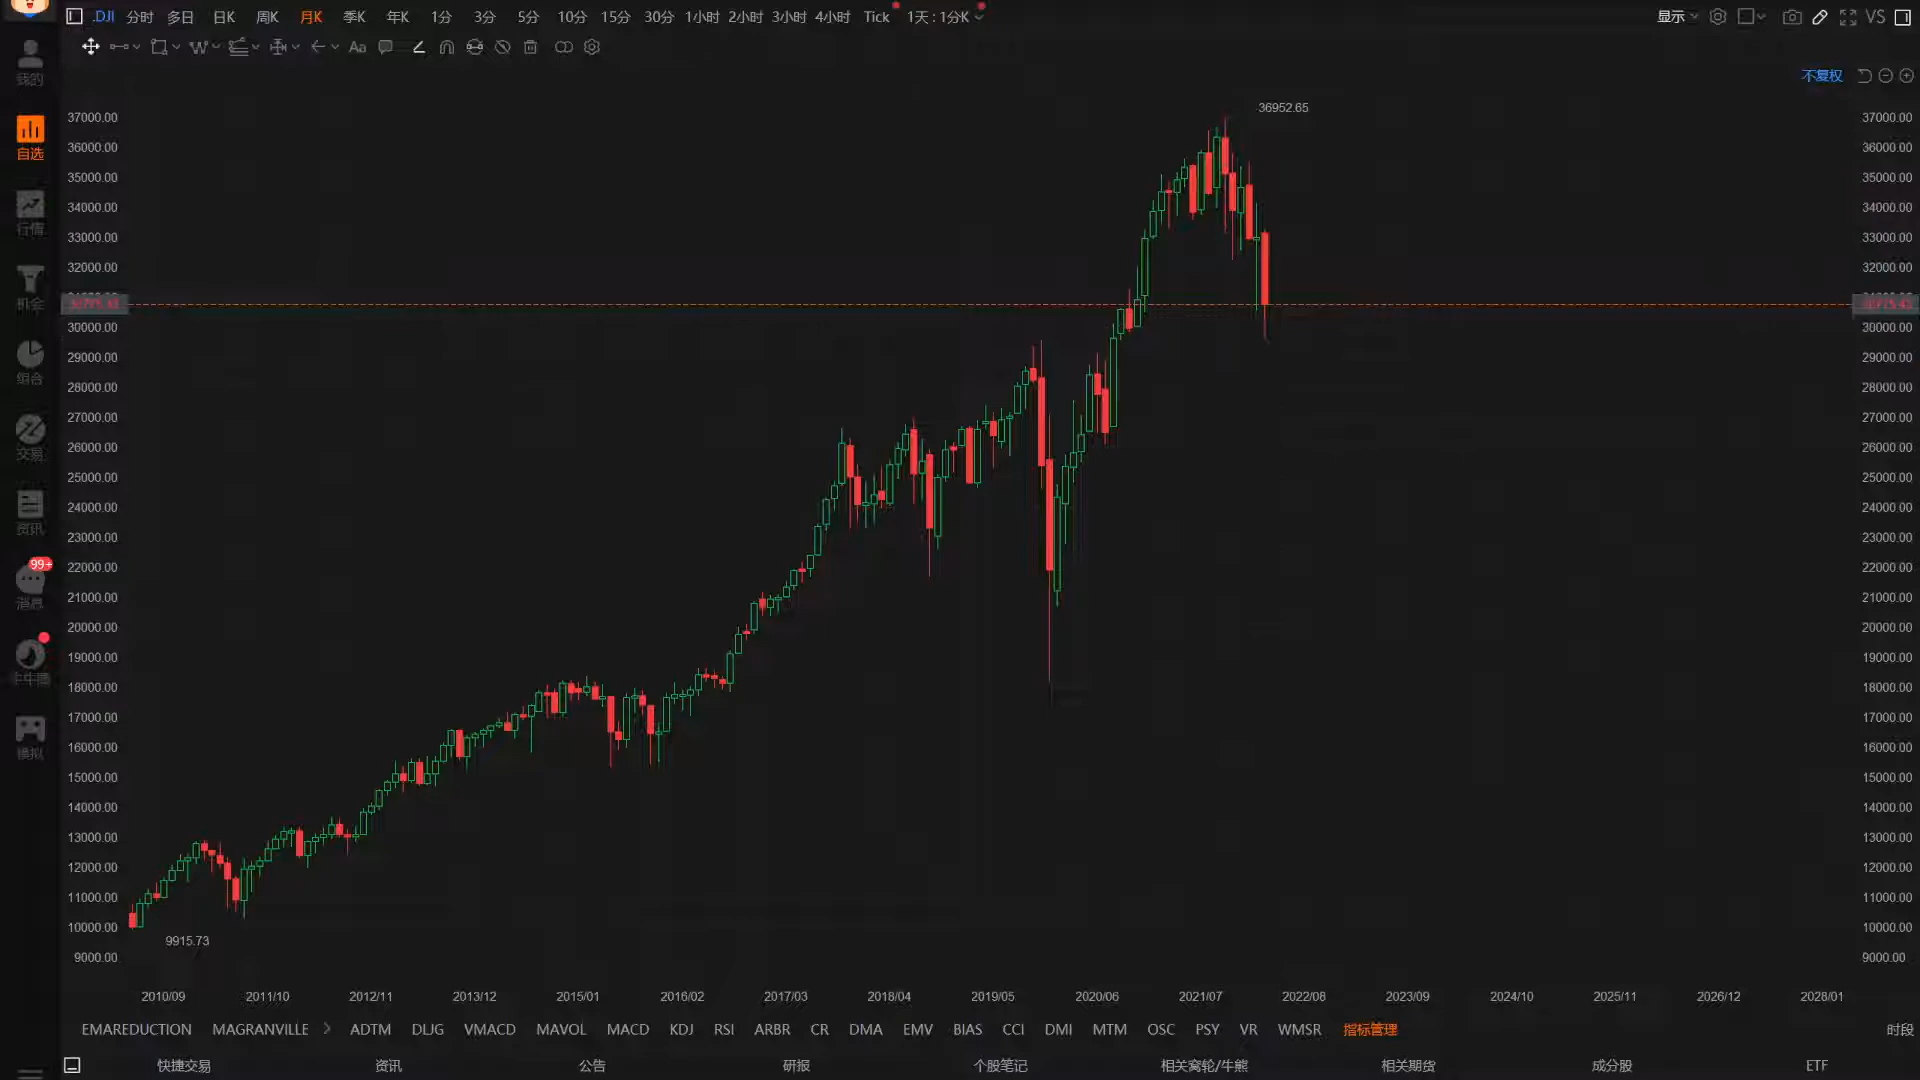 .DJI 分时 多日 日K 周K 月K 季K 年K 1分 3分 5分 10分 15分 30分 1小时 2小时 3小时 4小时 Tick 1天:1分K 显示 VS
Aa
不复权
我的
自选
行情
机会
组合
交易
资讯
99+
消息
牛牛圈
模拟
36952.65
37000.00 37000.00
36000.00 36000.00
35000.00 35000.00
34000.00 34000.00
33000.00 33000.00
32000.00 32000.00
30775.43 30775.43
30000.00 30000.00
29000.00 29000.00
28000.00 28000.00
27000.00 27000.00
26000.00 26000.00
25000.00 25000.00
24000.00 24000.00
23000.00 23000.00
22000.00 22000.00
21000.00 21000.00
20000.00 20000.00
19000.00 19000.00
18000.00 18000.00
17000.00 17000.00
16000.00 16000.00
15000.00 15000.00
14000.00 14000.00
13000.00 13000.00
12000.00 12000.00
11000.00 11000.00
10000.00 10000.00
9915.73
9000.00 9000.00
2010/09 2011/10 2012/11 2013/12 2015/01 2016/02 2017/03 2018/04 2019/05 2020/06 2021/07 2022/08 2023/09 2024/10 2025/11 2026/12 2028/01
EMAREDUCTION MAGRANVILLE ADTM DLJG VMACD MAVOL MACD KDJ RSI ARBR CR DMA EMV BIAS CCI DMI MTM OSC PSY VR WMSR 指标管理 时段
快捷交易 资讯 公告 研报 个股笔记 相关窝轮/牛熊 相关期货 成分股 ETF